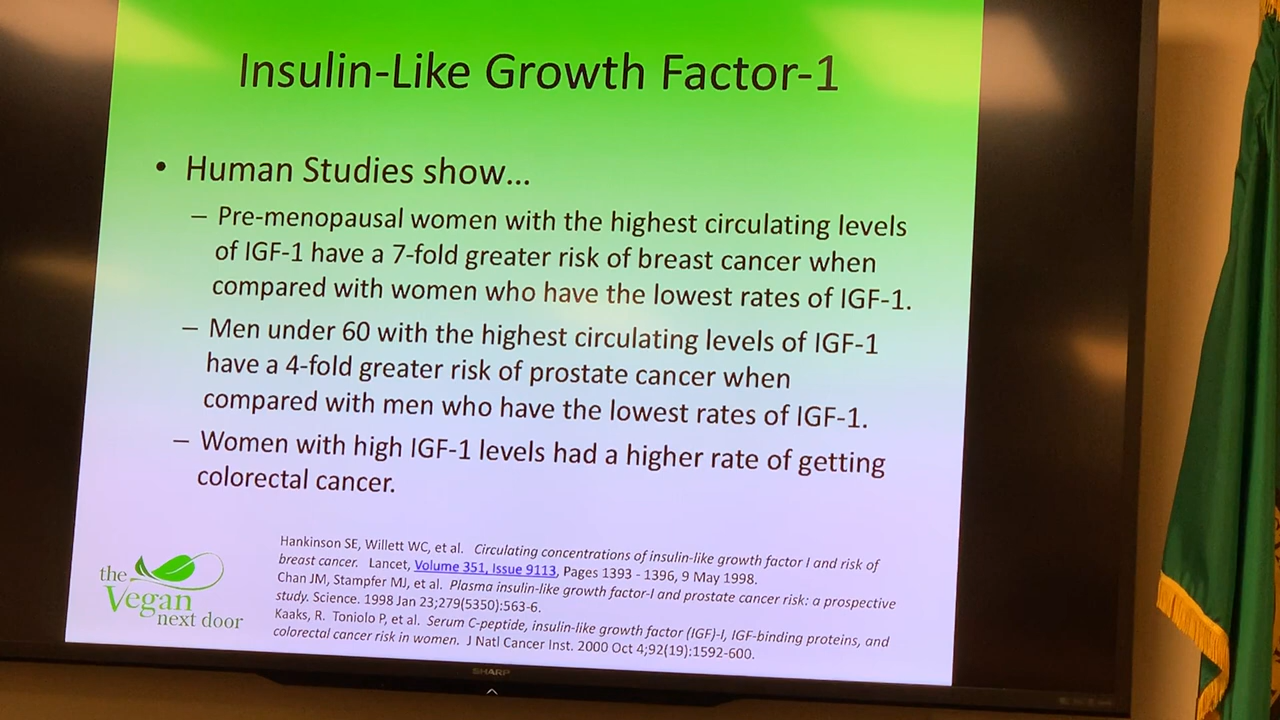 Insulin-Like Growth Factor-1
• Human Studies show...
– Pre-menopausal women with the highest circulating levels
of IGF-1 have a 7-fold greater risk of breast cancer when
compared with women who have the lowest rates of IGF-1.
– Men under 60 with the highest circulating levels of IGF-1
have a 4-fold greater risk of prostate cancer when
compared with men who have the lowest rates of IGF-1.
– Women with high IGF-1 levels had a higher rate of getting
colorectal cancer.
Hankinson SE, Willett WC, et al. Circulating concentrations of insulin-like growth factor I and risk of
breast cancer. Lancet, Volume 351, Issue 9113, Pages 1393 - 1396, 9 May 1998.
Chan JM, Stampfer MJ, et al. Plasma insulin-like growth factor-I and prostate cancer risk: a prospective
study. Science. 1998 Jan 23;279(5350):563-6.
Kaaks, R. Toniolo P, et al. Serum C-peptide, insulin-like growth factor (IGF)-I, IGF-binding proteins, and
colorectal cancer risk in women. J Natl Cancer Inst. 2000 Oct 4;92(19):1592-600.
the
Vegan
next door
SHARP